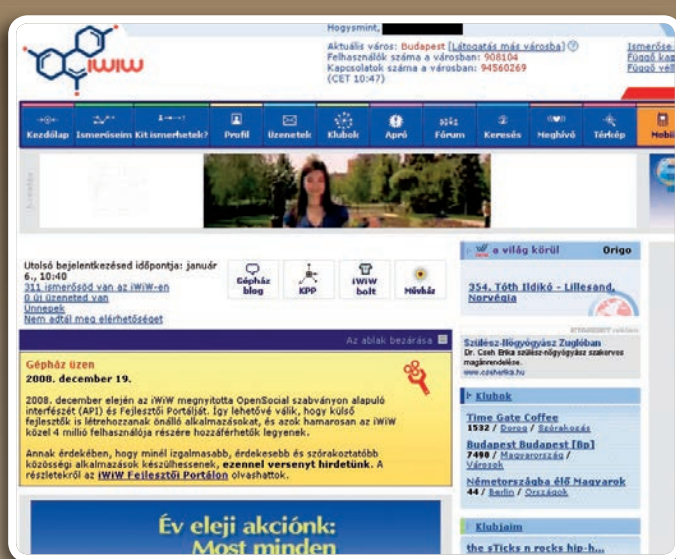 iwiw
Hogysmint,
Aktuális város: Budapest [Látogatás más városba]
Felhasználók száma a városban: 908104
Kapcsolatok száma a városban: 94560269
(CET 10:47)
Ismerőse
Függő kap
Függő vél
Kezdőlap Ismerőseim Kit ismerhetek? Profil Üzenetek Klubok Apró Fórum Keresés Meghívó Térkép Mobil
Utolsó bejelentkezésed időpontja: január
6., 10:40
311 ismerősöd van az iWiW-en
0 új üzeneted van
Ünnepek
Nem adtál meg elérhetőséget
Gépház
blog
KPP
iWiW
bolt
Művház
a világ körül Origo
354. Tóth Ildikó - Lillesand,
Norvégia
Az ablak bezárása
Gépház üzen
2008. december 19.
2008. december elején az iWiW megnyitotta OpenSocial szabványon alapuló
interfészét (API) és Fejlesztői Portálját. Így lehetővé válik, hogy külső
fejlesztők is létrehozzanak önálló alkalmazásokat, és azok hamarosan az iWiW
közel 4 millió felhasználója részére hozzáférhetők legyenek.
Annak érdekében, hogy minél izgalmasabb, érdekesebb és szórakoztatóbb
közösségi alkalmazások készülhessenek, ezennel versenyt hirdetünk. A
részletekről az iWiW Fejlesztői Portálon olvashattok.
Szülész-Nőgyógyász Zuglóban
Dr. Cseh Erika szülész-nőgyógyász szakorvos
magánrendelése.
www.cseherika.hu
Klubok
Time Gate Coffee
1532 / Dorog / Szórakozás
Budapest Budapest [Bp]
7490 / Magyarország /
Városok
Németországba élő Magyarok
44 / Berlin / Országok
Klubjaim
the sTicks n rocks hip-h...
Év eleji akciónk:
Most minden